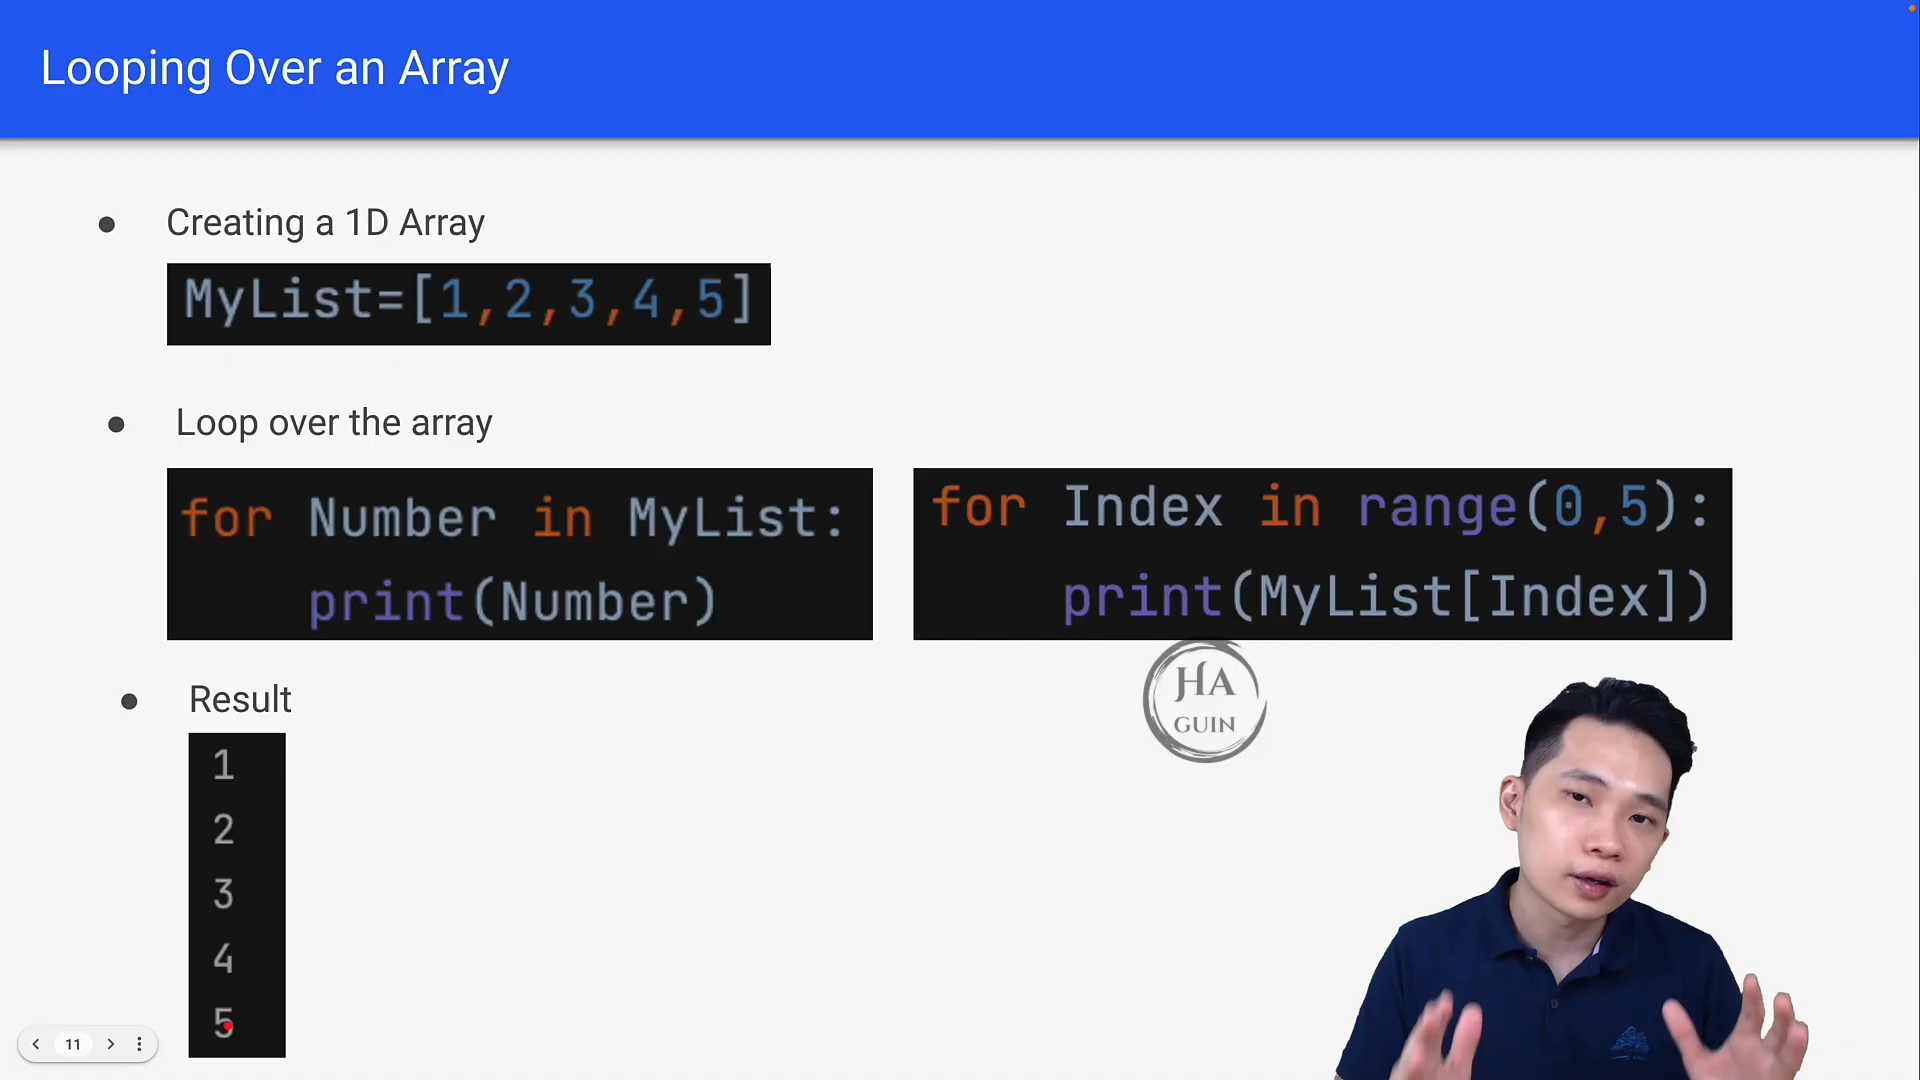 Looping Over an Array
● Creating a 1D Array
MyList=[1,2,3,4,5]
● Loop over the array
for Number in MyList:
    print(Number)
for Index in range(0,5):
    print(MyList[Index])
HA
GUIN
● Result
1
2
3
4
5
11